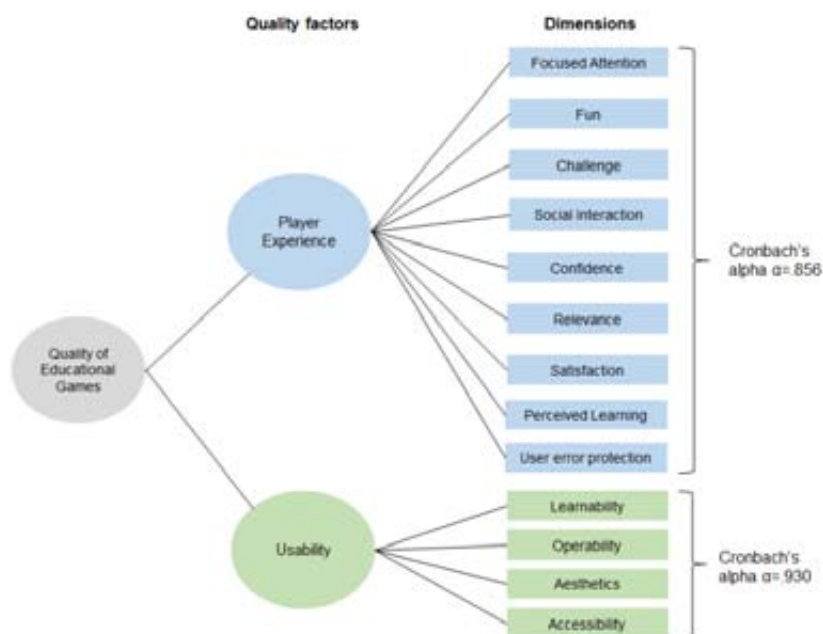 Quality factors
Dimensions
Focused Attention
Fun
Challenge
Social Interaction
Confidence
Relevance
Satisfaction
Perceived Learning
User error protection
Player
Experience
Cronbach's
alpha α=.856
Quality of
Educational
Games
Usability
Learnability
Operability
Aesthetics
Accessibility
Cronbach's
alpha α=.930